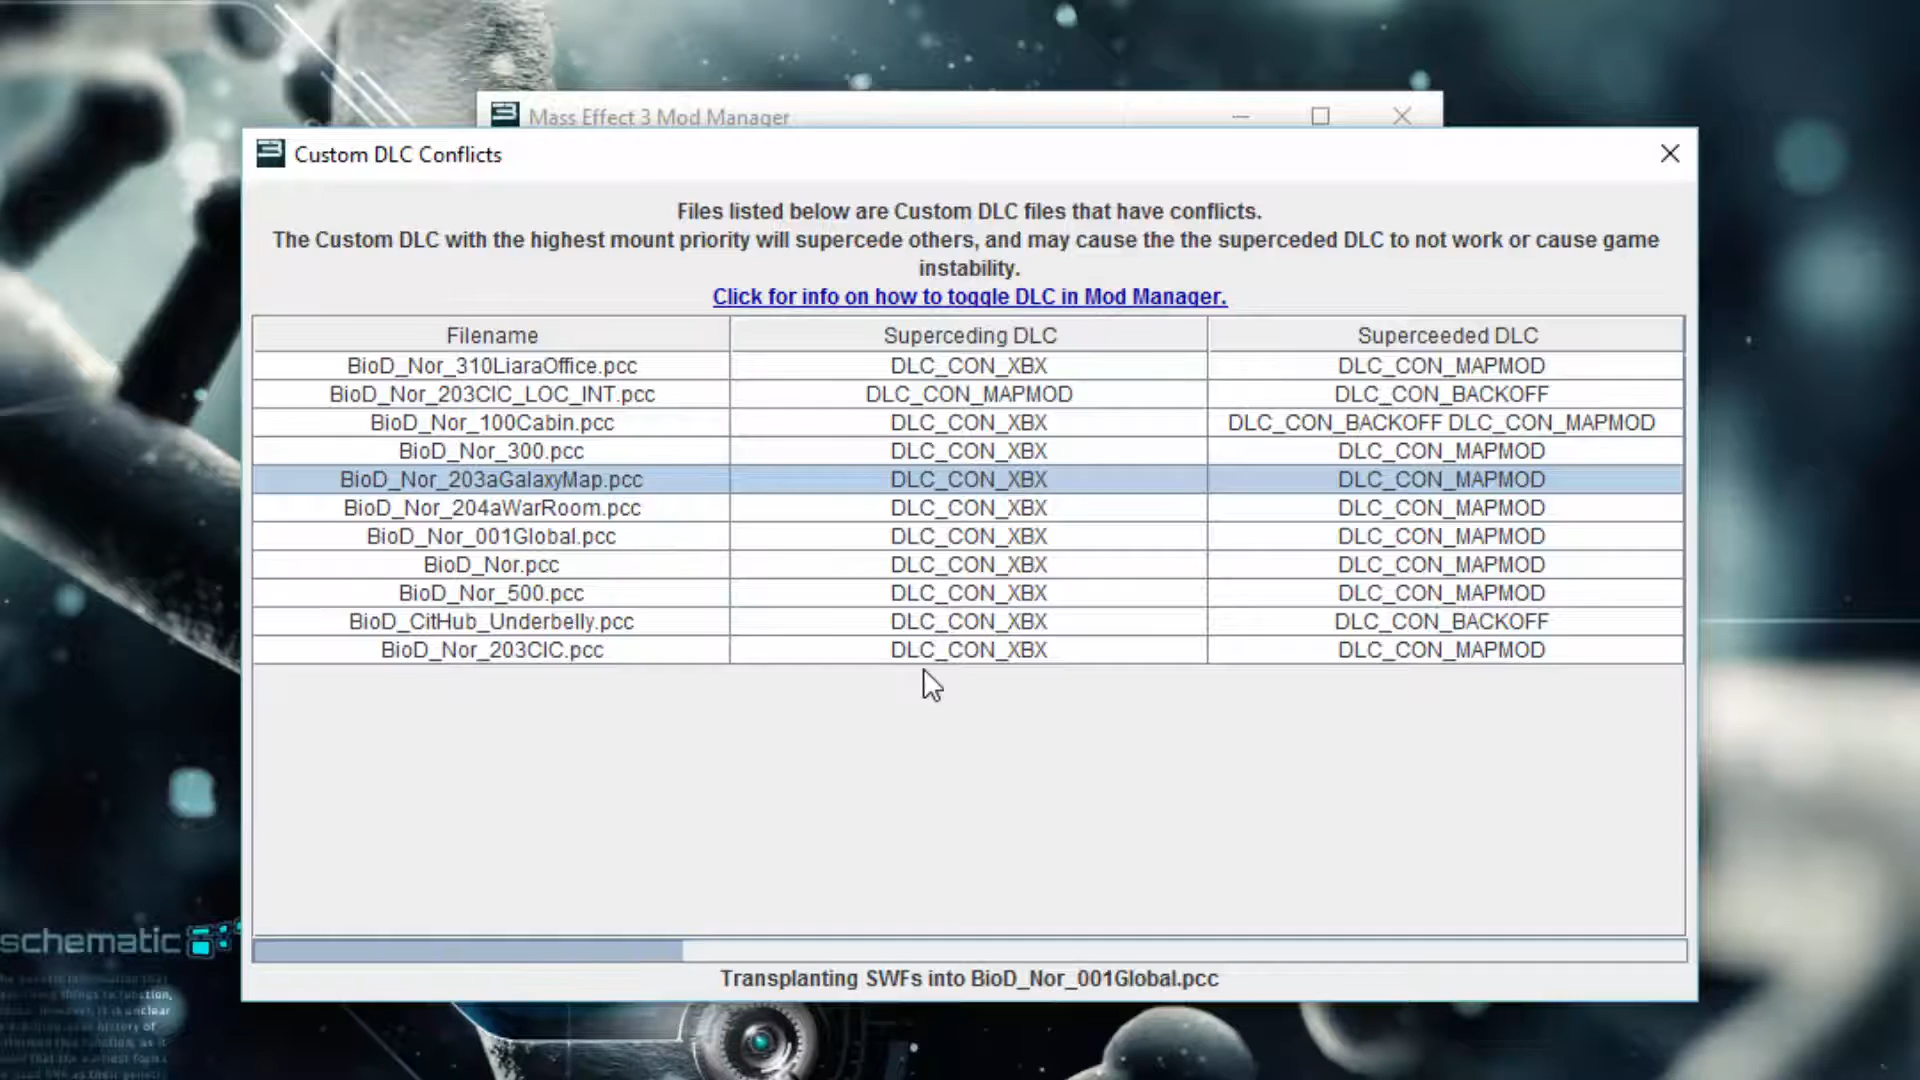 Mass Effect 3 Mod Manager
Custom DLC Conflicts
Files listed below are Custom DLC files that have conflicts.
The Custom DLC with the highest mount priority will supercede others, and may cause the the superceded DLC to not work or cause game
instability.
Click for info on how to toggle DLC in Mod Manager.
Filename Superceding DLC Superceeded DLC
BioD_Nor_310LiaraOffice.pcc DLC_CON_XBX DLC_CON_MAPMOD
BioD_Nor_203CIC_LOC_INT.pcc DLC_CON_MAPMOD DLC_CON_BACKOFF
BioD_Nor_100Cabin.pcc DLC_CON_XBX DLC_CON_BACKOFF DLC_CON_MAPMOD
BioD_Nor_300.pcc DLC_CON_XBX DLC_CON_MAPMOD
BioD_Nor_203aGalaxyMap.pcc DLC_CON_XBX DLC_CON_MAPMOD
BioD_Nor_204aWarRoom.pcc DLC_CON_XBX DLC_CON_MAPMOD
BioD_Nor_001Global.pcc DLC_CON_XBX DLC_CON_MAPMOD
BioD_Nor.pcc DLC_CON_XBX DLC_CON_MAPMOD
BioD_Nor_500.pcc DLC_CON_XBX DLC_CON_MAPMOD
BioD_CitHub_Underbelly.pcc DLC_CON_XBX DLC_CON_BACKOFF
BioD_Nor_203CIC.pcc DLC_CON_XBX DLC_CON_MAPMOD
Transplanting SWFs into BioD_Nor_001Global.pcc
schematic